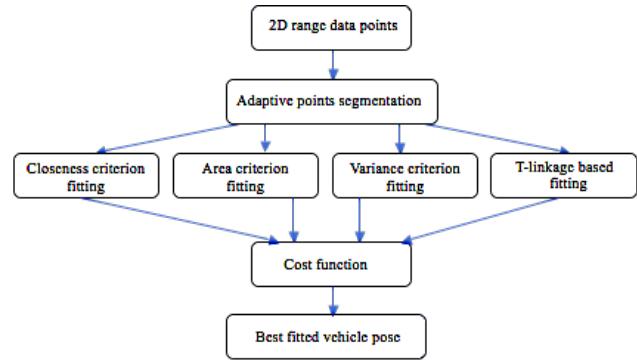 2D range data points
Adaptive points segmentation
Closeness criterion
fitting
Area criterion
fitting
Variance criterion
fitting
T-linkage based
fitting
Cost function
Best fitted vehicle pose